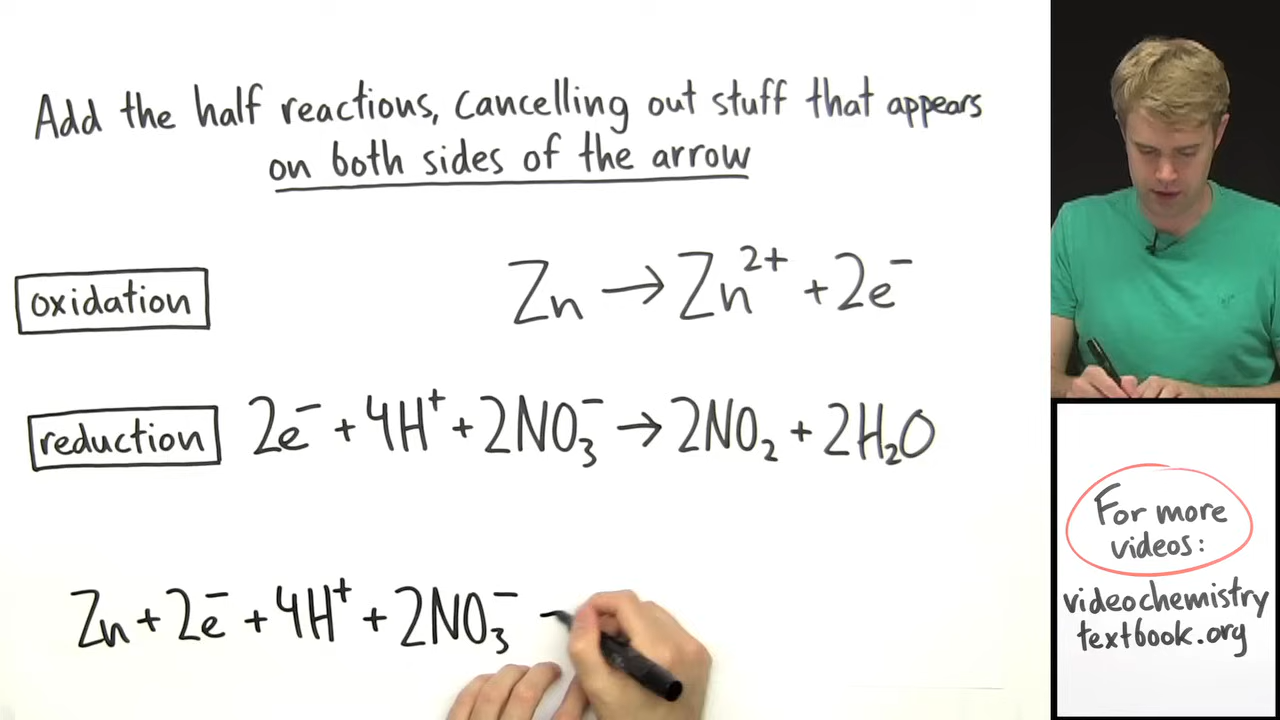 Add the half reactions, cancelling out stuff that appears
on both sides of the arrow
oxidation
Zn → Zn²⁺ + 2e⁻
reduction
2e⁻ + 4H⁺ + 2NO₃⁻ → 2NO₂ + 2H₂O
Zn + 2e⁻ + 4H⁺ + 2NO₃⁻
For more
videos:
videochemistry
textbook.org